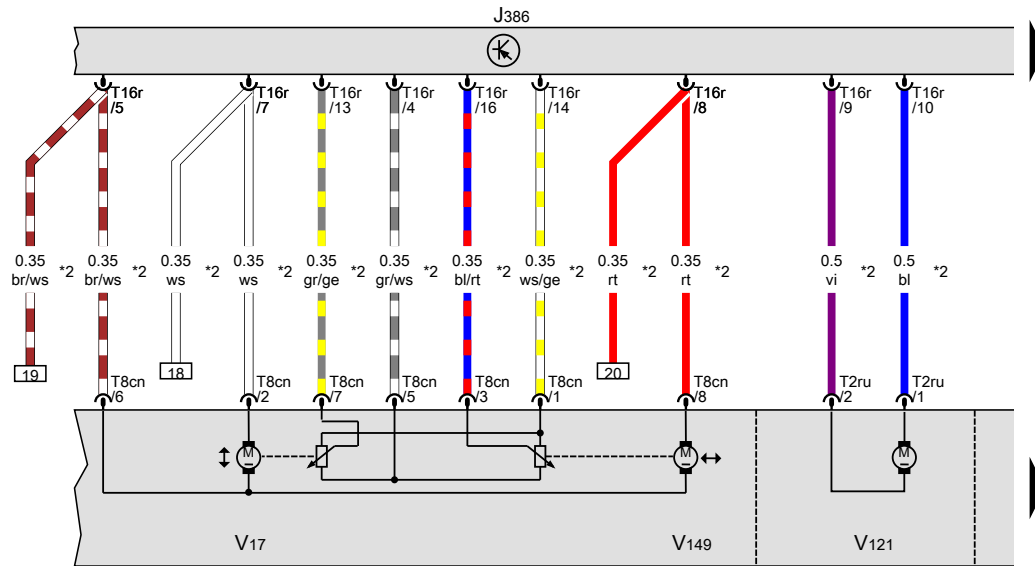 J386
T16r T16r T16r T16r T16r T16r T16r T16r T16r
/5 /7 /13 /4 /16 /14 /8 /9 /10
0.35 0.35 0.35 0.35 0.35 0.35 0.35 0.35 0.35 0.35 0.5 0.5
br/ws *2 br/ws *2 ws *2 ws *2 gr/ge *2 gr/ws *2 bl/rt *2 ws/ge *2 rt *2 rt *2 vi *2 bl *2
19 18 20
T8cn T8cn T8cn T8cn T8cn T8cn T8cn T2ru T2ru
/6 /2 /7 /5 /3 /1 /8 /2 /1
M M M
V17 V149 V121